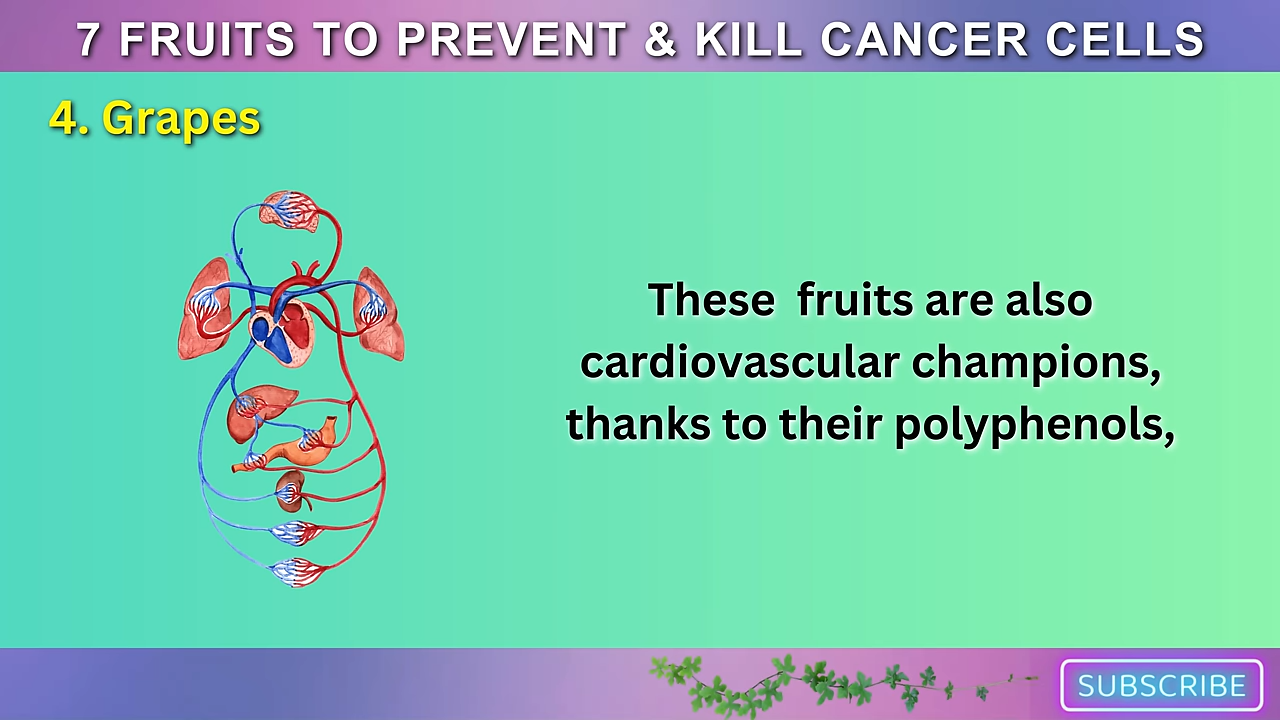 7 FRUITS TO PREVENT & KILL CANCER CELLS
4. Grapes
These fruits are also
cardiovascular champions,
thanks to their polyphenols,
SUBSCRIBE